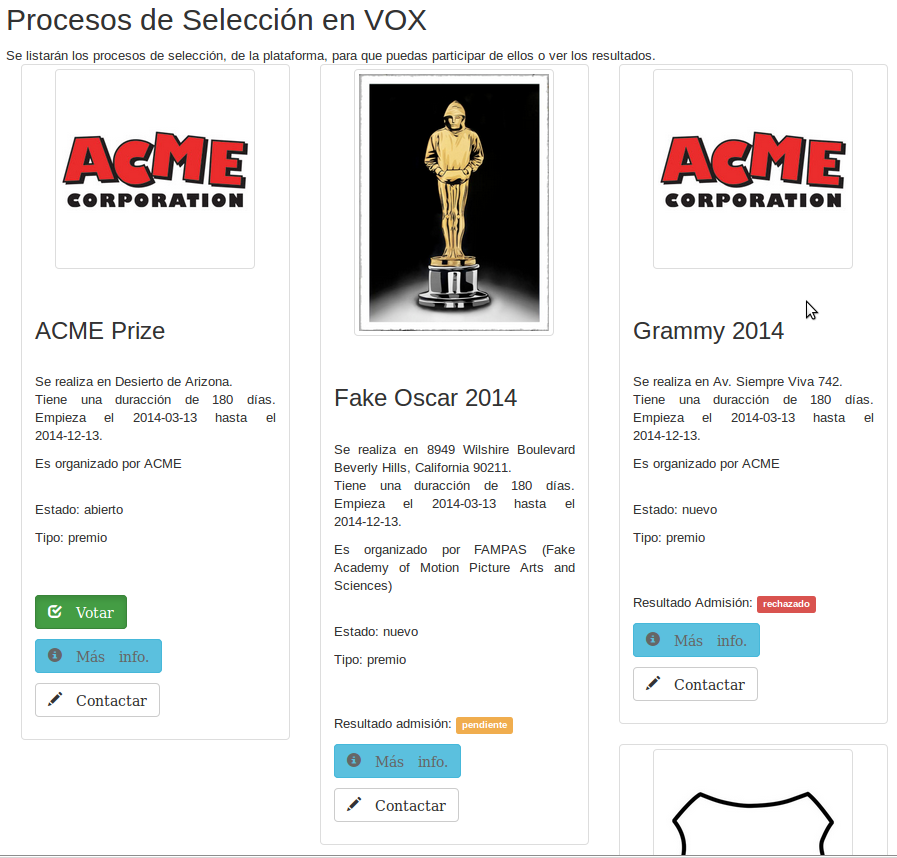 Procesos de Selección en VOX
Se listarán los procesos de selección, de la plataforma, para que puedas participar de ellos o ver los resultados.
ACME
CORPORATION
ACME Prize
Se realiza en Desierto de Arizona.
Tiene una duracción de 180 días.
Empieza el 2014-03-13 hasta el
2014-12-13.
Es organizado por ACME
Estado: abierto
Tipo: premio
Votar
Más info.
Contactar
Fake Oscar 2014
Se realiza en 8949 Wilshire Boulevard
Beverly Hills, California 90211.
Tiene una duracción de 180 días.
Empieza el 2014-03-13 hasta el
2014-12-13.
Es organizado por FAMPAS (Fake
Academy of Motion Picture Arts and
Sciences)
Estado: nuevo
Tipo: premio
Resultado admisión: pendiente
Más info.
Contactar
ACME
CORPORATION
Grammy 2014
Se realiza en Av. Siempre Viva 742.
Tiene una duracción de 180 días.
Empieza el 2014-03-13 hasta el
2014-12-13.
Es organizado por ACME
Estado: nuevo
Tipo: premio
Resultado Admisión: rechazado
Más info.
Contactar